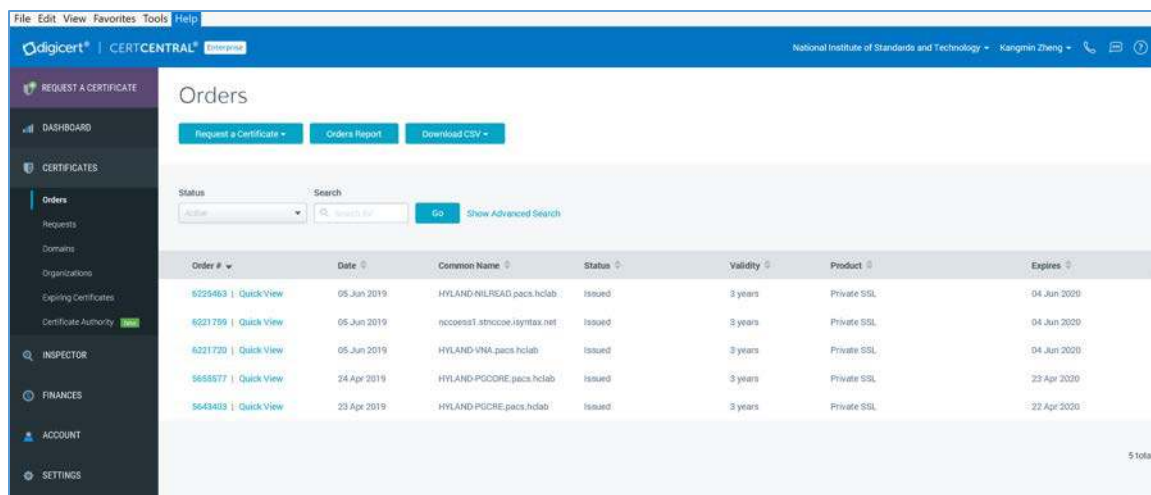 File Edit View Favorites Tools Help
digicert® | CERTCENTRAL® Enterprise
National Institute of Standards and Technology Kangmin Zheng
REQUEST A CERTIFICATE
DASHBOARD
CERTIFICATES
Orders
Requests
Domains
Organizations
Expiring Certificates
Certificate Authority New
INSPECTOR
FINANCES
ACCOUNT
SETTINGS
Orders
Request a Certificate Orders Report Download CSV
Status Search
Active Search for
Go Show Advanced Search
Order # Date Common Name Status Validity Product Expires
6225463 | Quick View 05 Jun 2019 HYLAND-NILREAD.pacs.hclab Issued 3 years Private SSL 04 Jun 2020
6221759 | Quick View 05 Jun 2019 nccoess1.stnccoe.isyntax.net Issued 3 years Private SSL 04 Jun 2020
6221720 | Quick View 05 Jun 2019 HYLAND-VNA.pacs.hclab Issued 3 years Private SSL 04 Jun 2020
5655577 | Quick View 24 Apr 2019 HYLAND-PGCORE.pacs.hclab Issued 3 years Private SSL 23 Apr 2020
5643403 | Quick View 23 Apr 2019 HYLAND-PGCRE.pacs.hclab Issued 3 years Private SSL 22 Apr 2020
5 total